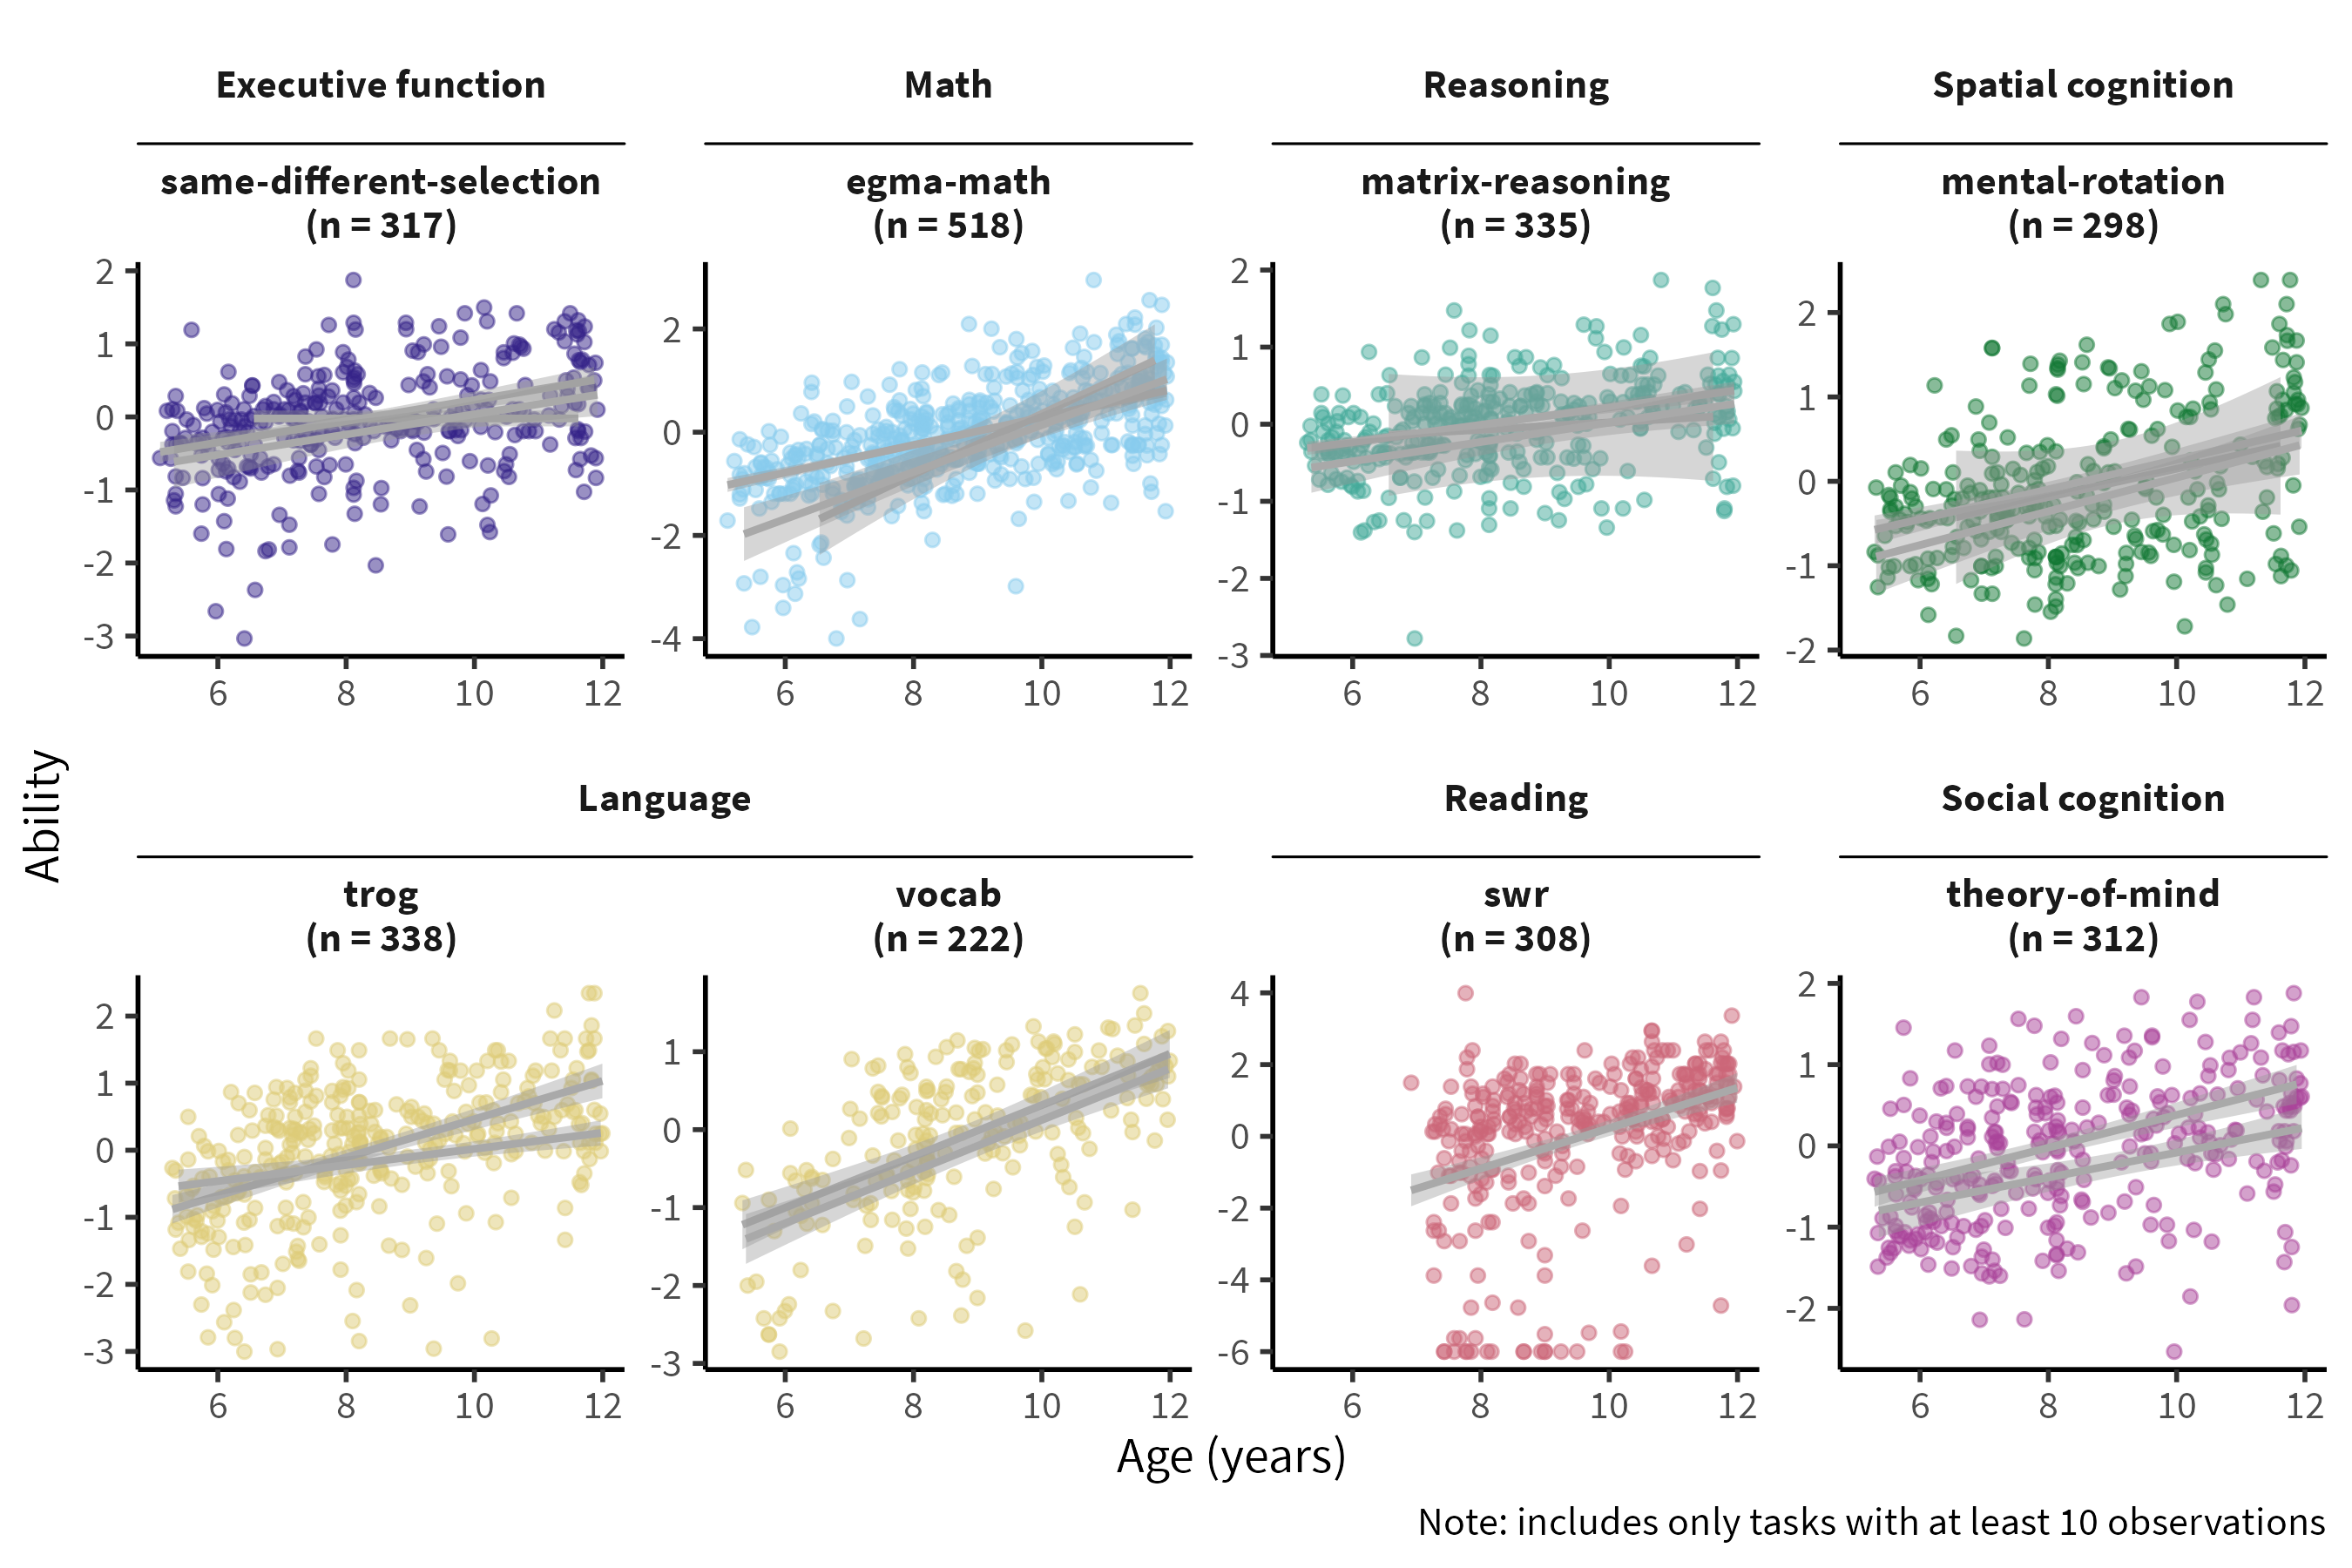 Executive function
Math
Reasoning
Spatial cognition
same-different-selection
(n = 317)
egma-math
(n = 518)
matrix-reasoning
(n = 335)
mental-rotation
(n = 298)
2
1
0
-1
-2
-3
6 8 10 12
2
0
-2
-4
6 8 10 12
2
1
0
-1
-2
-3
6 8 10 12
2
1
0
-1
-2
6 8 10 12
Ability
Language
Reading
Social cognition
trog
(n = 338)
vocab
(n = 222)
swr
(n = 308)
theory-of-mind
(n = 312)
2
1
0
-1
-2
-3
6 8 10 12
1
0
-1
-2
-3
6 8 10 12
4
2
0
-2
-4
-6
6 8 10 12
2
1
0
-1
-2
6 8 10 12
Age (years)
Note: includes only tasks with at least 10 observations